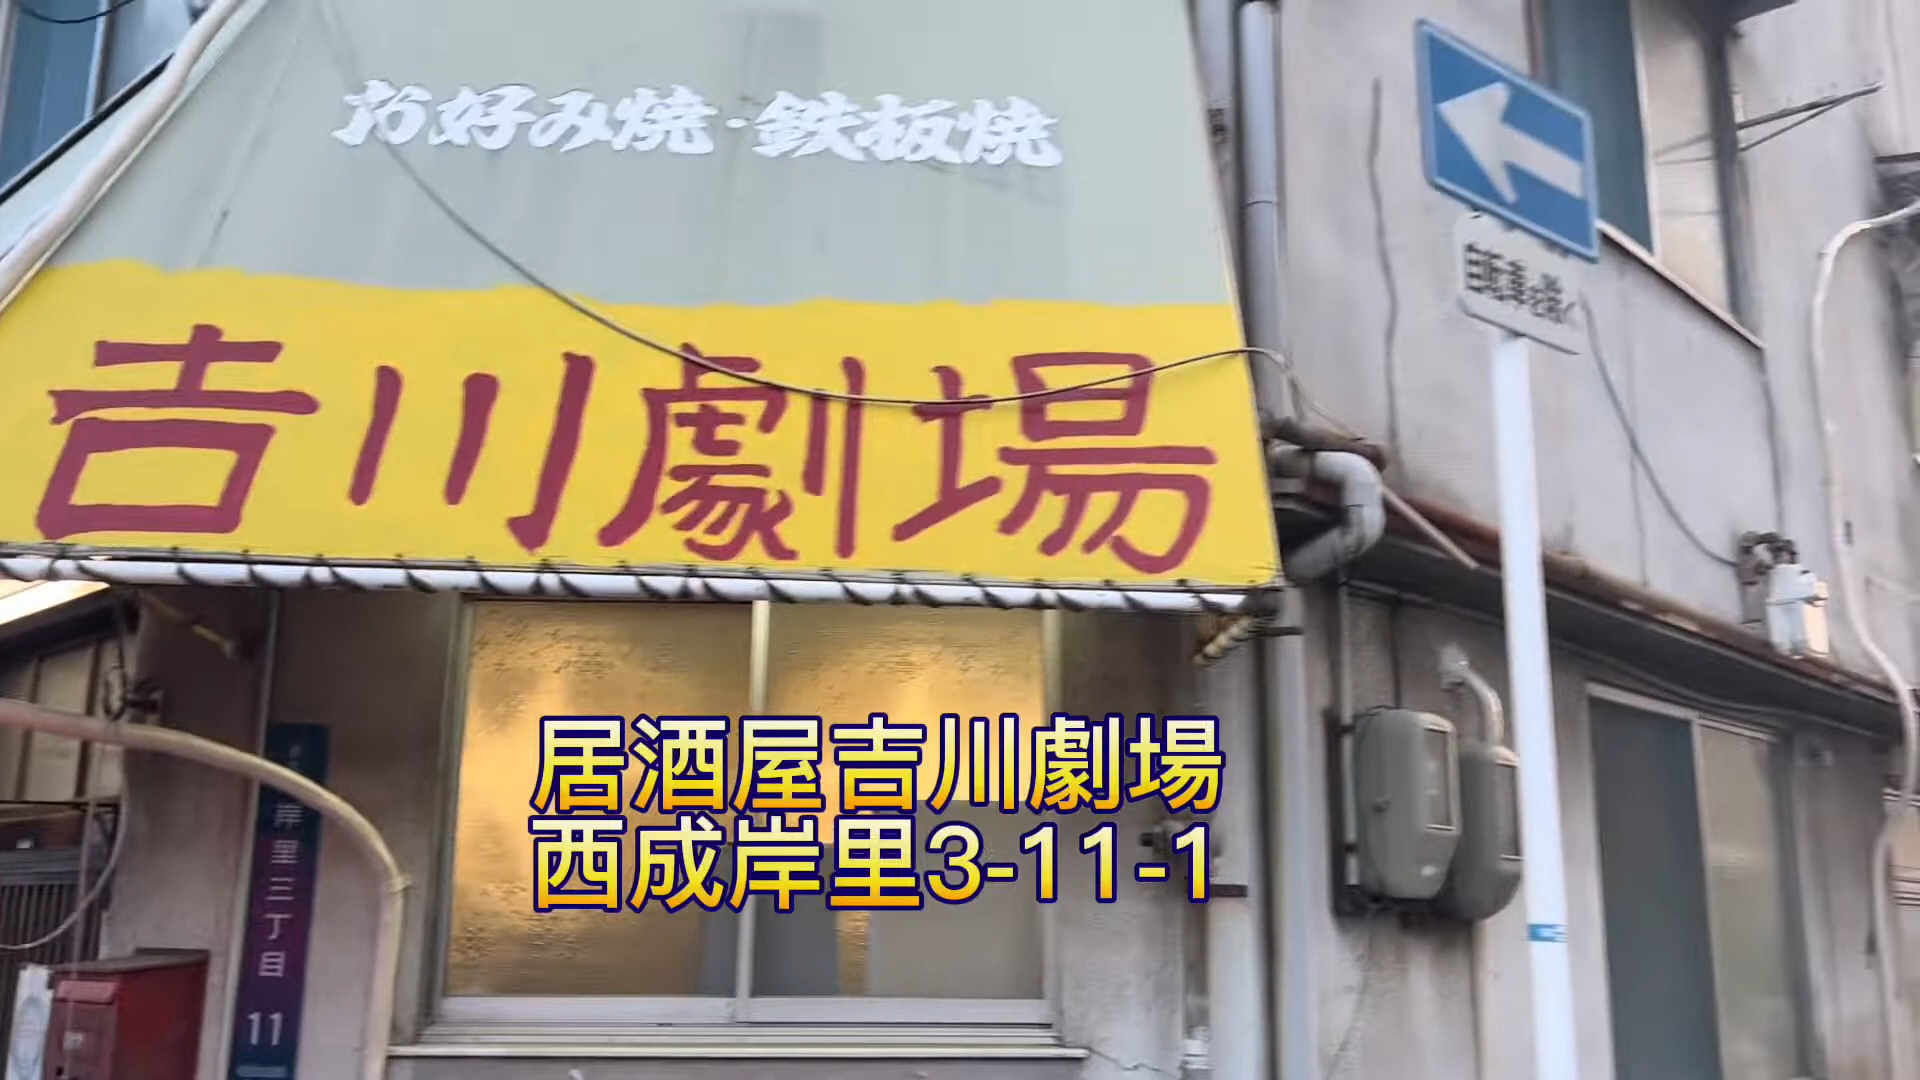 お好み焼・鉄板焼
吉川劇場
自転車を除く
居酒屋吉川劇場
西成岸里3-11-1
岸里三丁目
11